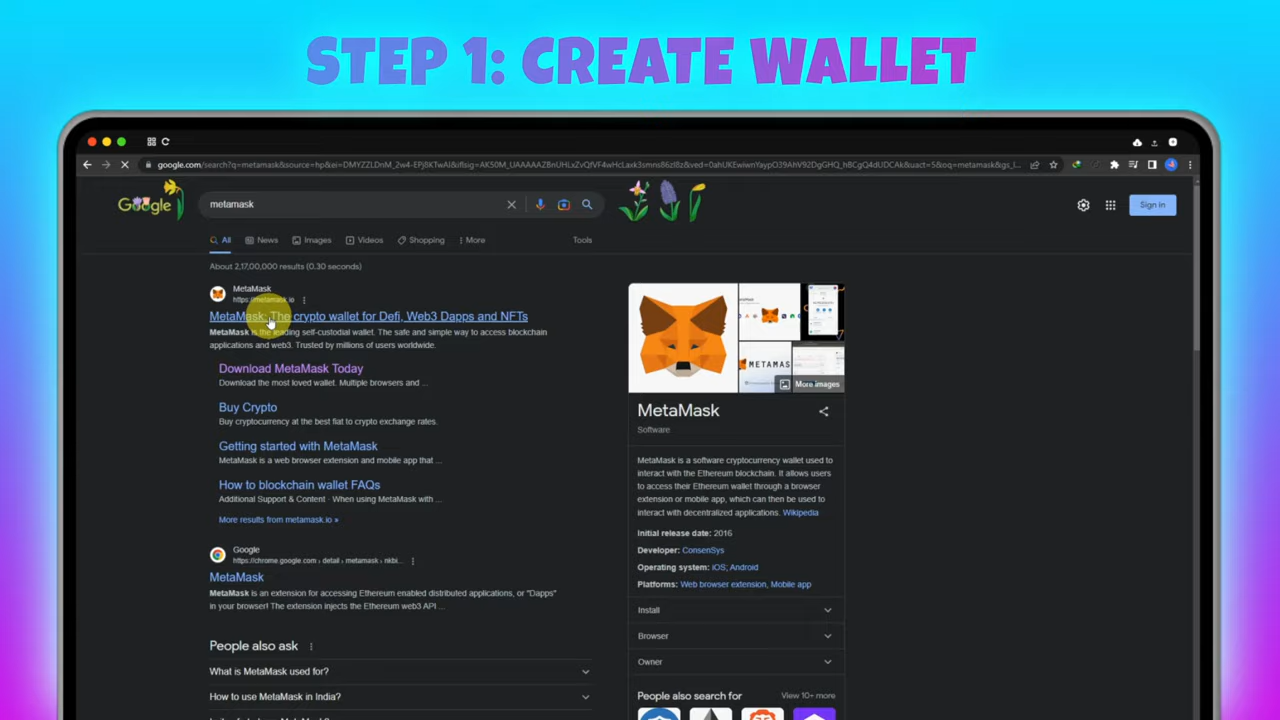 STEP 1: CREATE WALLET
Google
metamask
Sign in
All
News
Images
Videos
Shopping
More
Tools
About 2,17,00,000 results (0.30 seconds)
MetaMask
https://metamask.io
MetaMask: The crypto wallet for Defi, Web3 Dapps and NFTs
MetaMask is the leading self-custodial wallet. The safe and simple way to access blockchain
applications and web3. Trusted by millions of users worldwide.
Download MetaMask Today
Download the most loved wallet. Multiple browsers and ...
Buy Crypto
Buy cryptocurrency at the best fiat to crypto exchange rates.
Getting started with MetaMask
MetaMask is a web browser extension and mobile app that ...
How to blockchain wallet FAQs
Additional Support & Content · When using MetaMask with ...
More results from metamask.io »
Google
https://chrome.google.com › detail › metamask › nkbi...
MetaMask
MetaMask is an extension for accessing Ethereum enabled distributed applications, or "Dapps"
in your browser! The extension injects the Ethereum web3 API ...
People also ask
What is MetaMask used for?
How to use MetaMask in India?
METAMAS
More images
MetaMask
Software
MetaMask is a software cryptocurrency wallet used to
interact with the Ethereum blockchain. It allows users
to access their Ethereum wallet through a browser
extension or mobile app, which can then be used to
interact with decentralized applications. Wikipedia
Initial release date: 2016
Developer: ConsenSys
Operating system: iOS; Android
Platforms: Web browser extension, Mobile app
Install
Browser
Owner
People also search for
View 10+ more